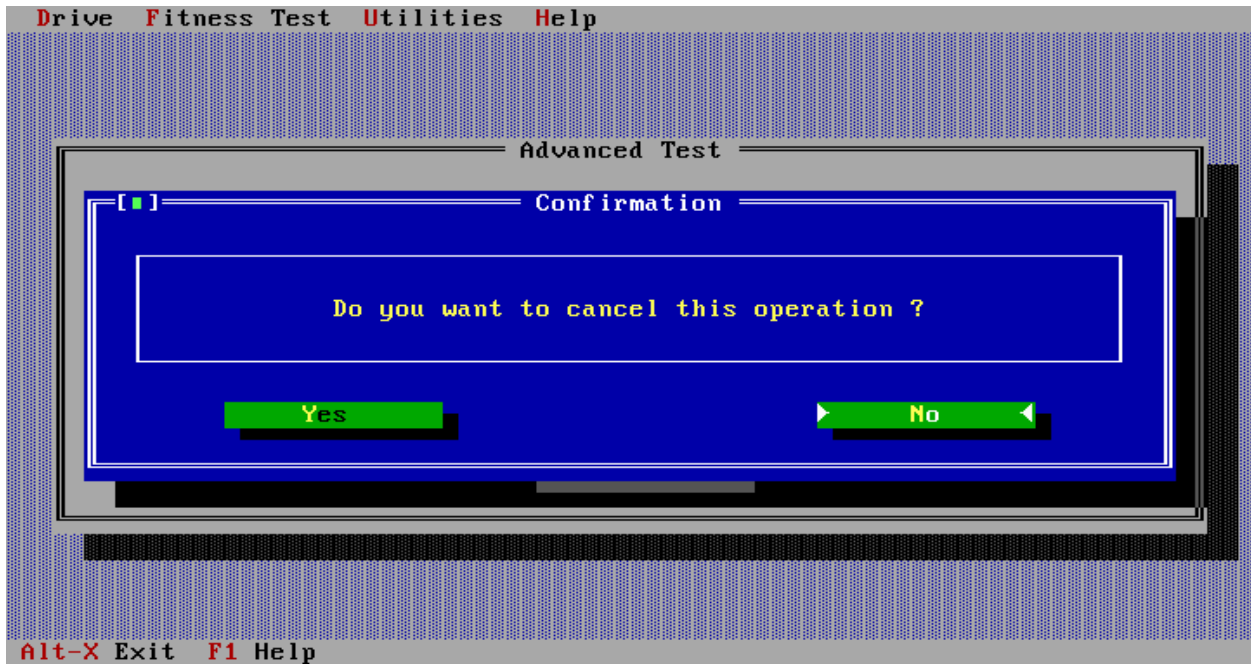 Drive Fitness Test Utilities Help
Advanced Test
[■] Confirmation
Do you want to cancel this operation ?
Yes No
Alt-X Exit F1 Help